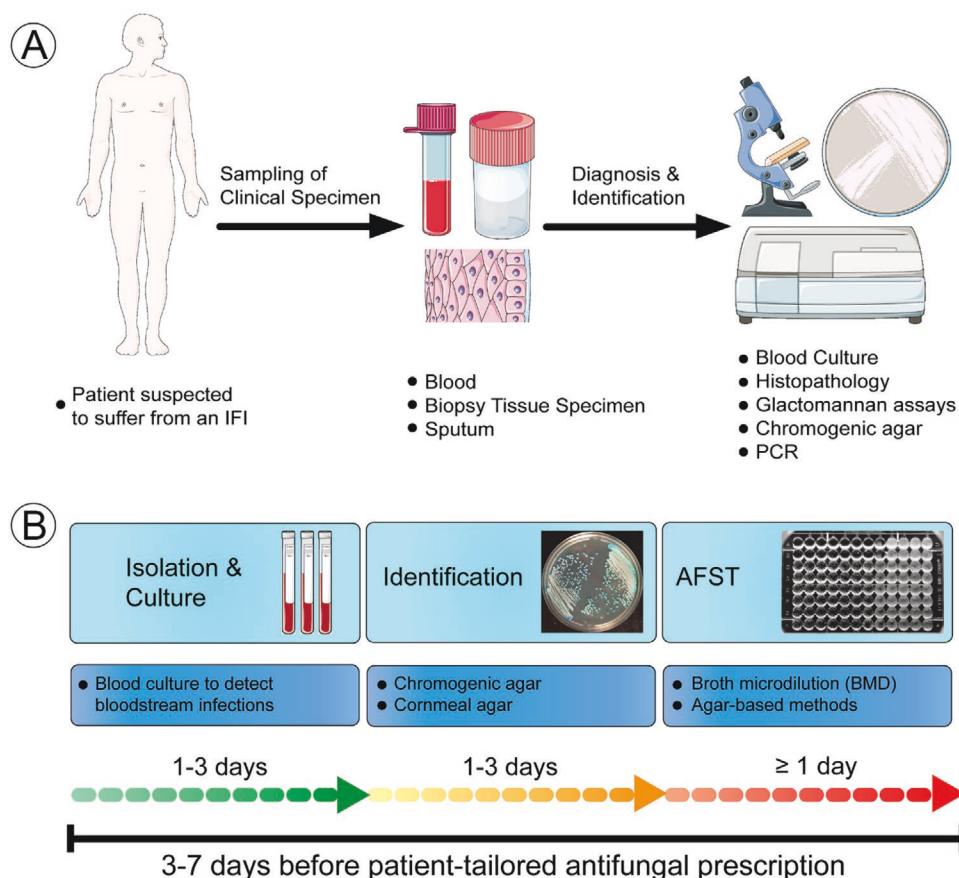 A
Sampling of
Clinical Specimen
Diagnosis &
Identification
• Patient suspected
to suffer from an IFI
• Blood
• Biopsy Tissue Specimen
• Sputum
• Blood Culture
• Histopathology
• Glactomannan assays
• Chromogenic agar
• PCR
B
Isolation &
Culture
Identification
AFST
• Blood culture to detect
bloodstream infections
• Chromogenic agar
• Cornmeal agar
• Broth microdilution (BMD)
• Agar-based methods
1-3 days
1-3 days
≥ 1 day
3-7 days before patient-tailored antifungal prescription